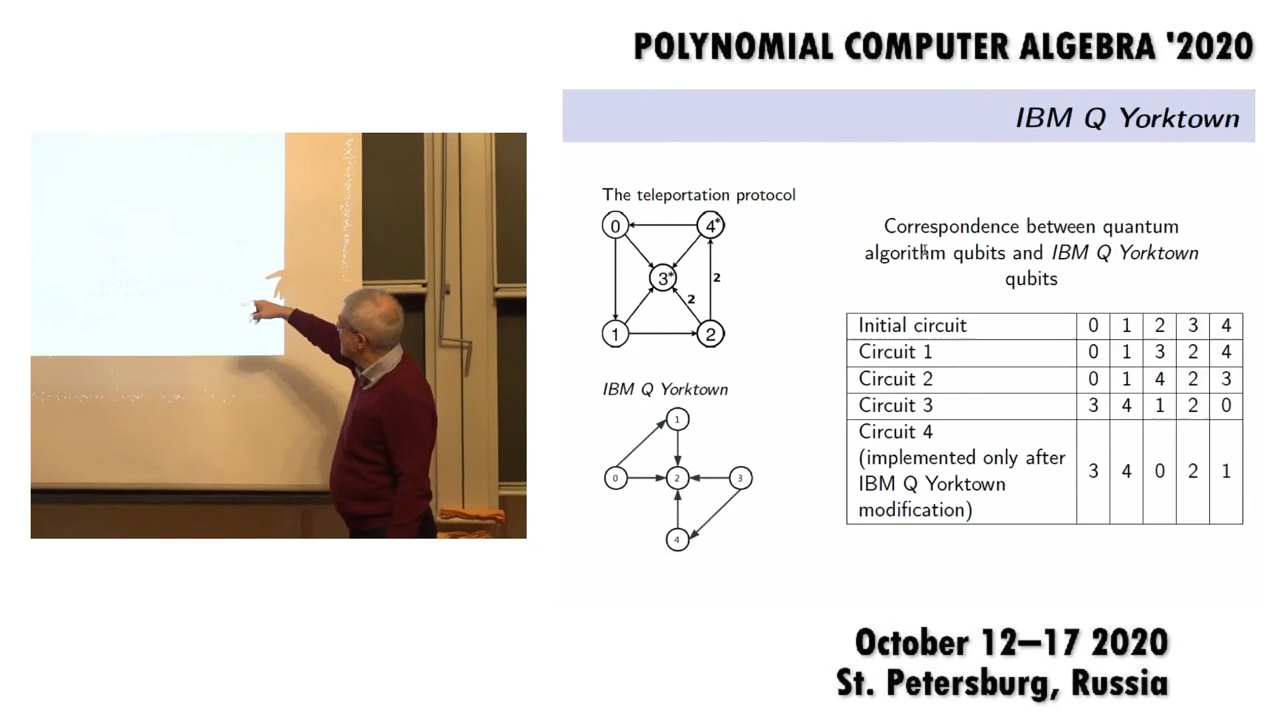 POLYNOMIAL COMPUTER ALGEBRA '2020
IBM Q Yorktown
The teleportation protocol
0 4*
3*
2
2
1 2
IBM Q Yorktown
1
0 2 3
4
Correspondence between quantum
algorithm qubits and IBM Q Yorktown
qubits
Initial circuit 0 1 2 3 4
Circuit 1 0 1 3 2 4
Circuit 2 0 1 4 2 3
Circuit 3 3 4 1 2 0
Circuit 4
(implemented only after
IBM Q Yorktown
modification)
3 4 0 2 1
October 12—17 2020
St. Petersburg, Russia